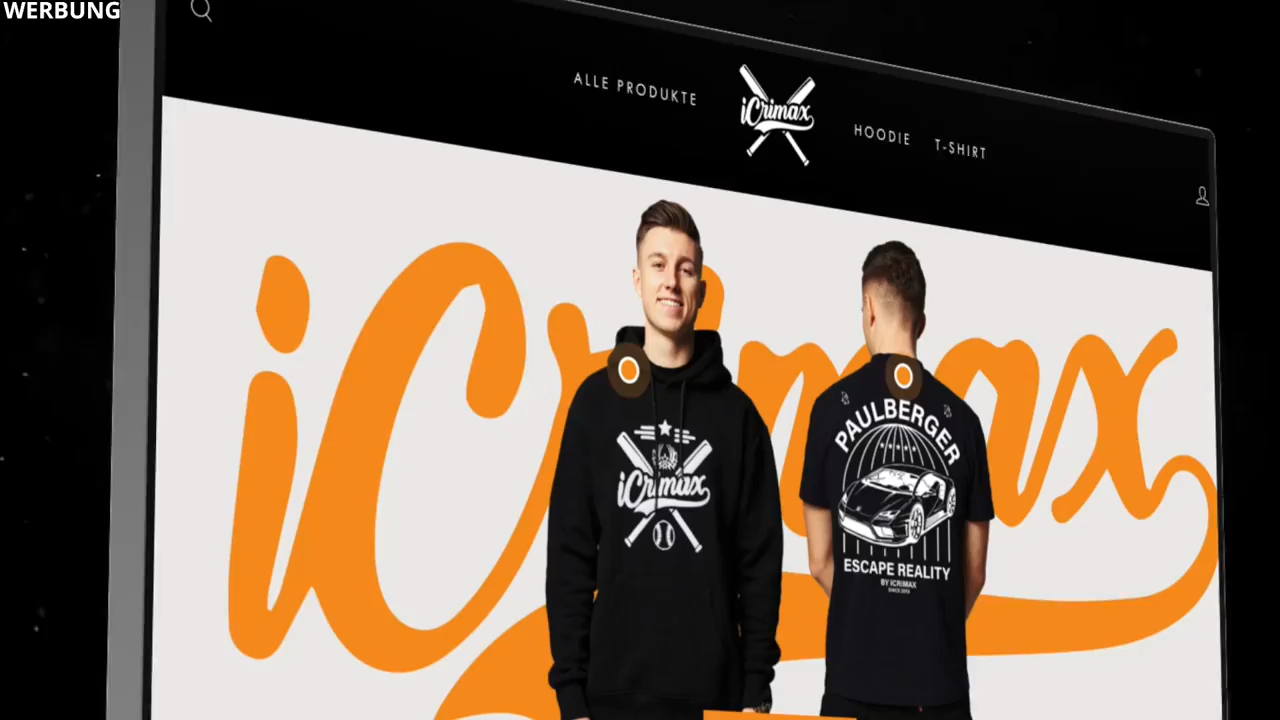 WERBUNG
ALLE PRODUKTE
iCrimax
HOODIE
T-SHIRT
iCrimax
iCrimax
PAULBERGER
ESCAPE REALITY
BY ICRIMAX